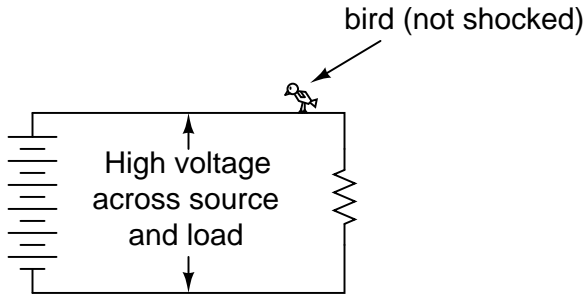 bird (not shocked)
High voltage
across source
and load